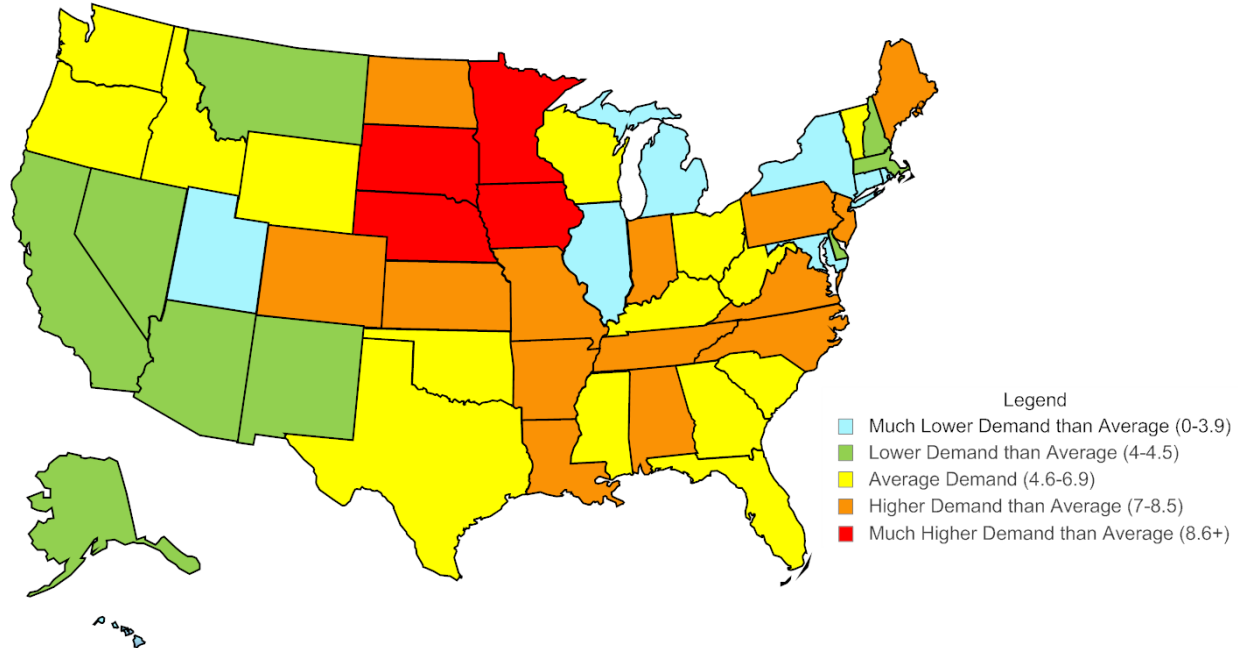 Legend
Much Lower Demand than Average (0-3.9)
Lower Demand than Average (4-4.5)
Average Demand (4.6-6.9)
Higher Demand than Average (7-8.5)
Much Higher Demand than Average (8.6+)